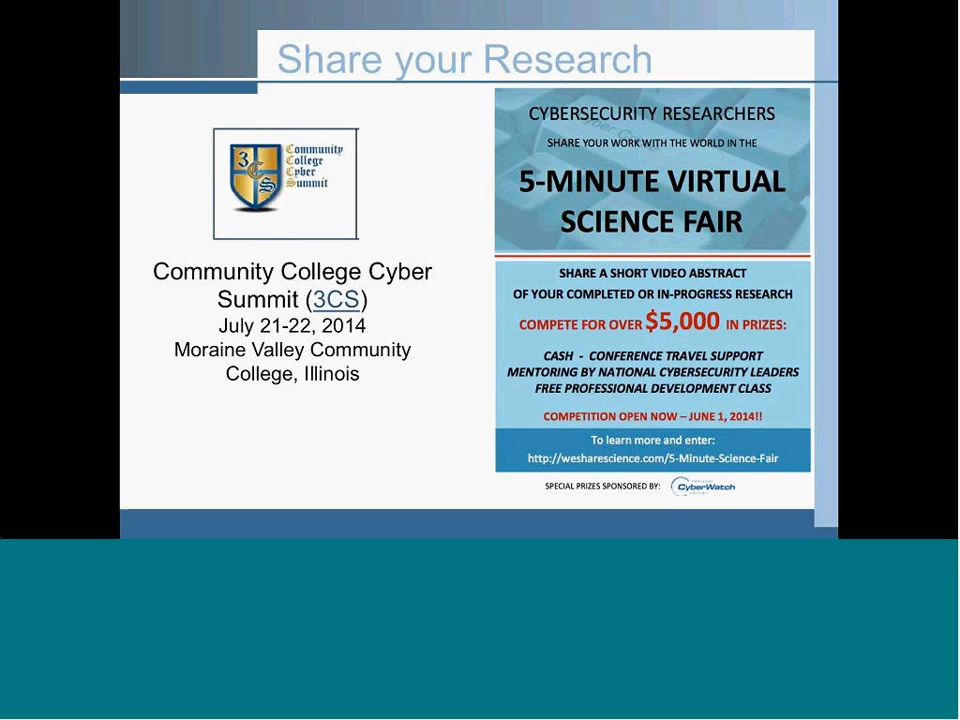 Share your Research
3CS
Community
College
Cyber
Summit
Community College Cyber
Summit (3CS)
July 21-22, 2014
Moraine Valley Community
College, Illinois
CYBERSECURITY RESEARCHERS
SHARE YOUR WORK WITH THE WORLD IN THE
5-MINUTE VIRTUAL
SCIENCE FAIR
SHARE A SHORT VIDEO ABSTRACT
OF YOUR COMPLETED OR IN-PROGRESS RESEARCH
COMPETE FOR OVER $5,000 IN PRIZES:
CASH - CONFERENCE TRAVEL SUPPORT
MENTORING BY NATIONAL CYBERSECURITY LEADERS
FREE PROFESSIONAL DEVELOPMENT CLASS
COMPETITION OPEN NOW – JUNE 1, 2014!!
To learn more and enter:
http://wesharescience.com/5-Minute-Science-Fair
SPECIAL PRIZES SPONSORED BY:
national
CyberWatch
center